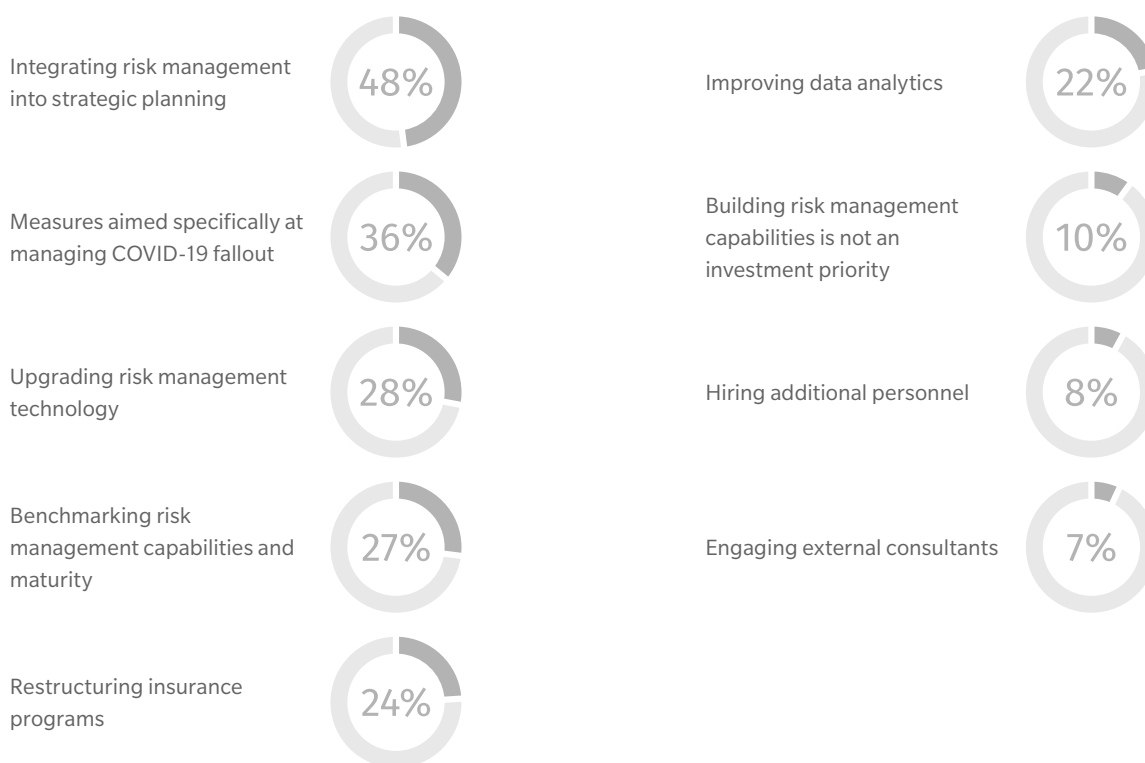 Integrating risk management
into strategic planning
48%
Measures aimed specifically at
managing COVID-19 fallout
36%
Upgrading risk management
technology
28%
Benchmarking risk
management capabilities and
maturity
27%
Restructuring insurance
programs
24%
Improving data analytics
22%
Building risk management
capabilities is not an
investment priority
10%
Hiring additional personnel
8%
Engaging external consultants
7%